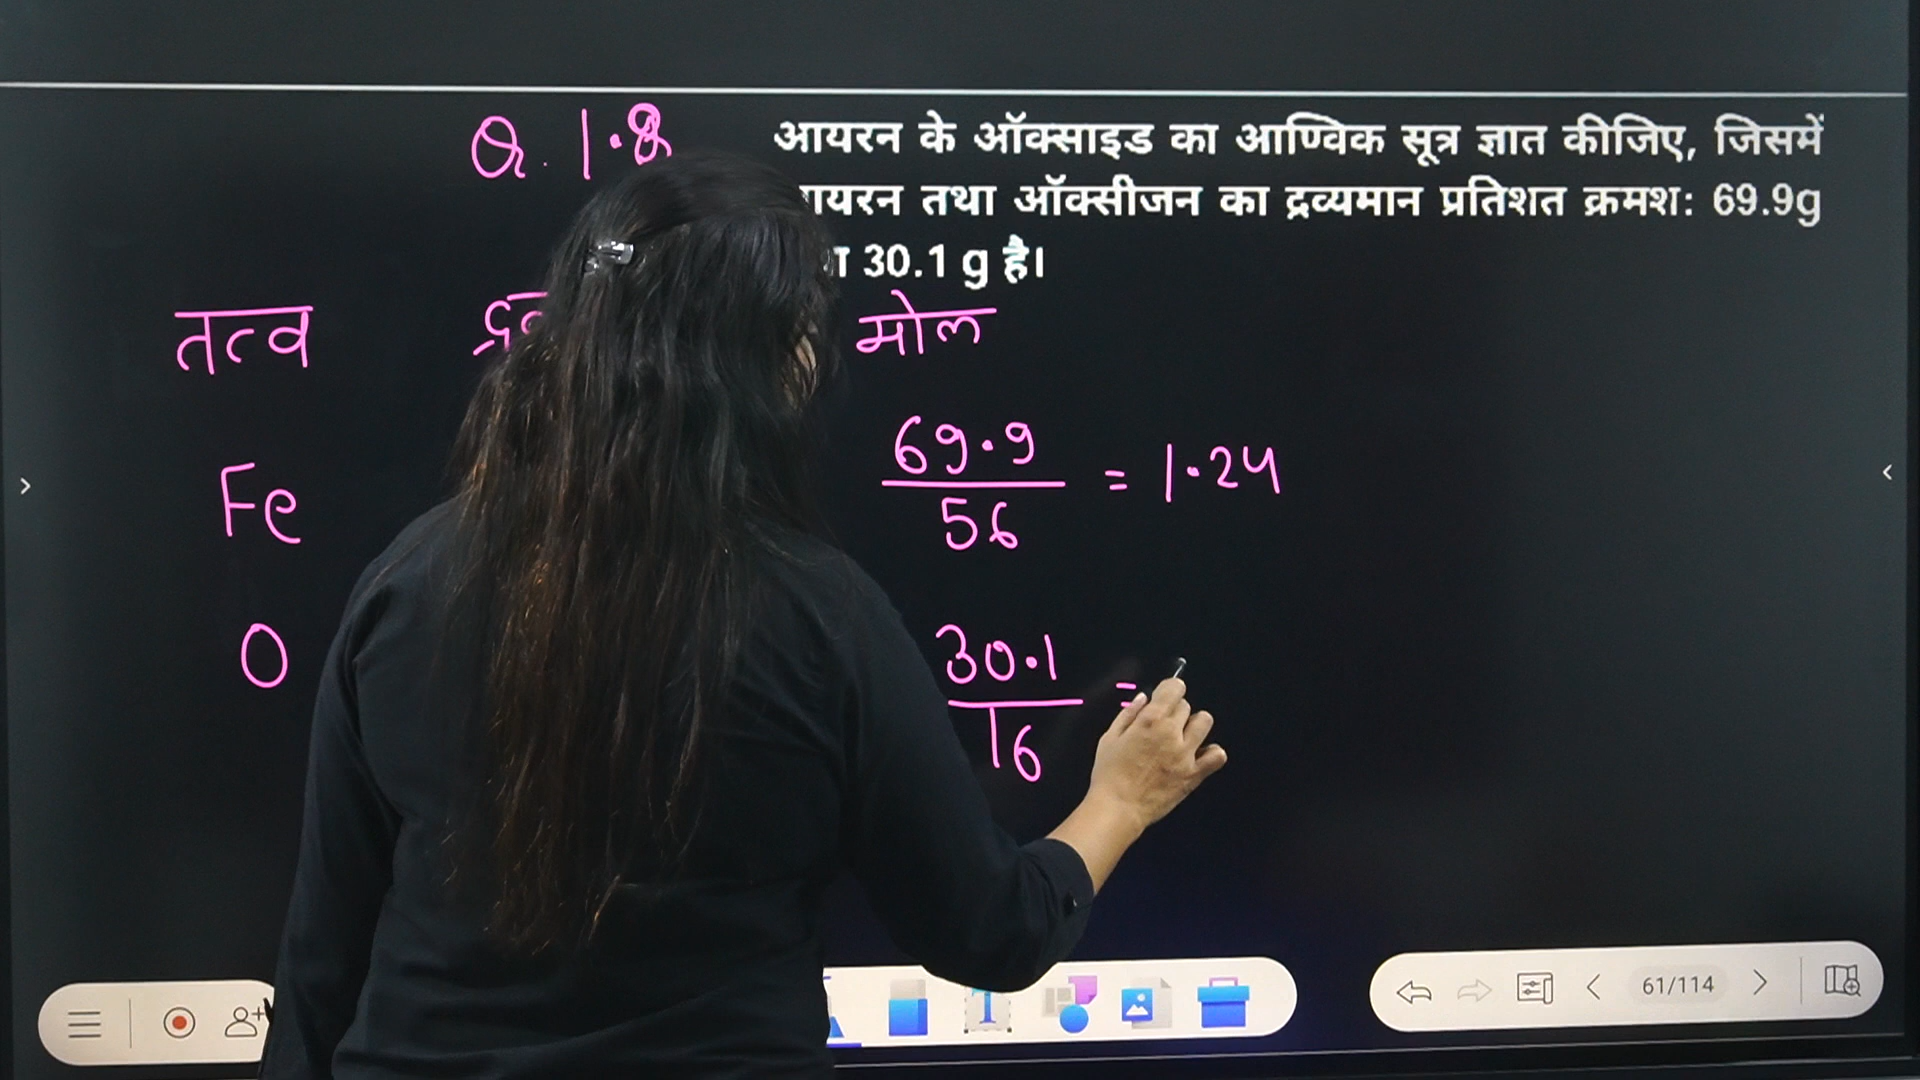 Q. 1.8
आयरन के ऑक्साइड का आण्विक सूत्र ज्ञात कीजिए, जिसमें
तथा ऑक्सीजन का द्रव्यमान प्रतिशत क्रमश: 69.9g
30.1 g है।
तत्व मोल
Fe 69.9/56 = 1.24
O 30.1/16 =
61/114